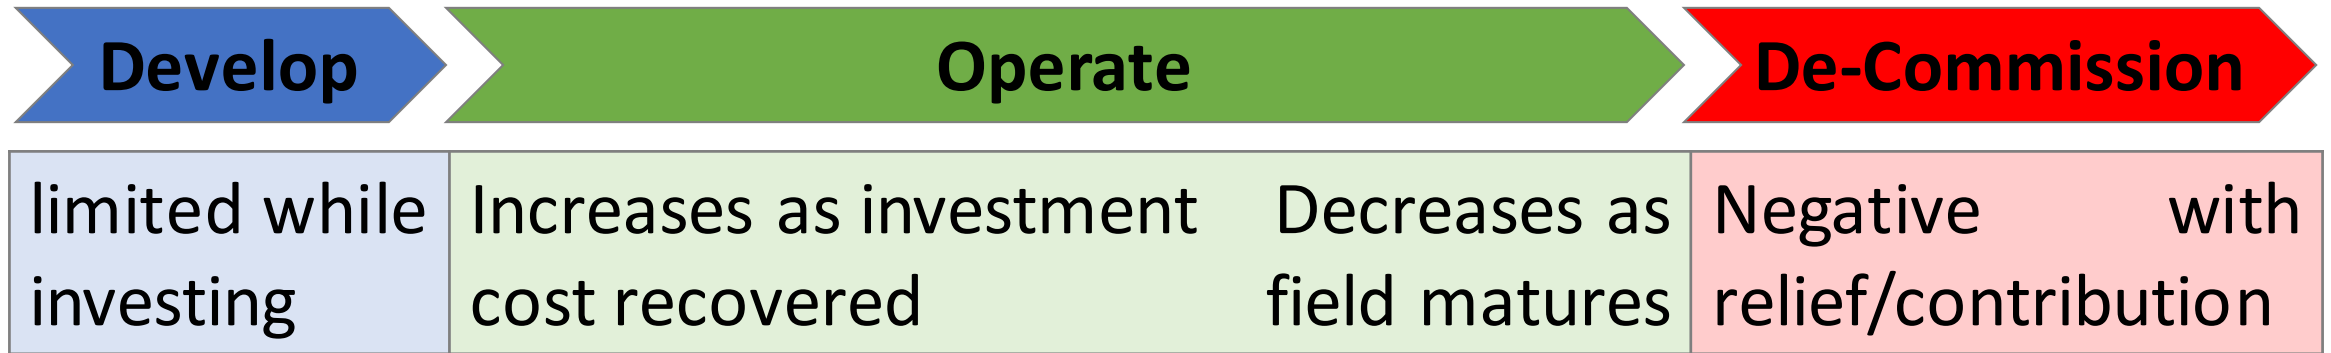 Develop
Operate
De-Commission
limited while
investing
Increases as investment
cost recovered
Decreases as
field matures
Negative with
relief/contribution